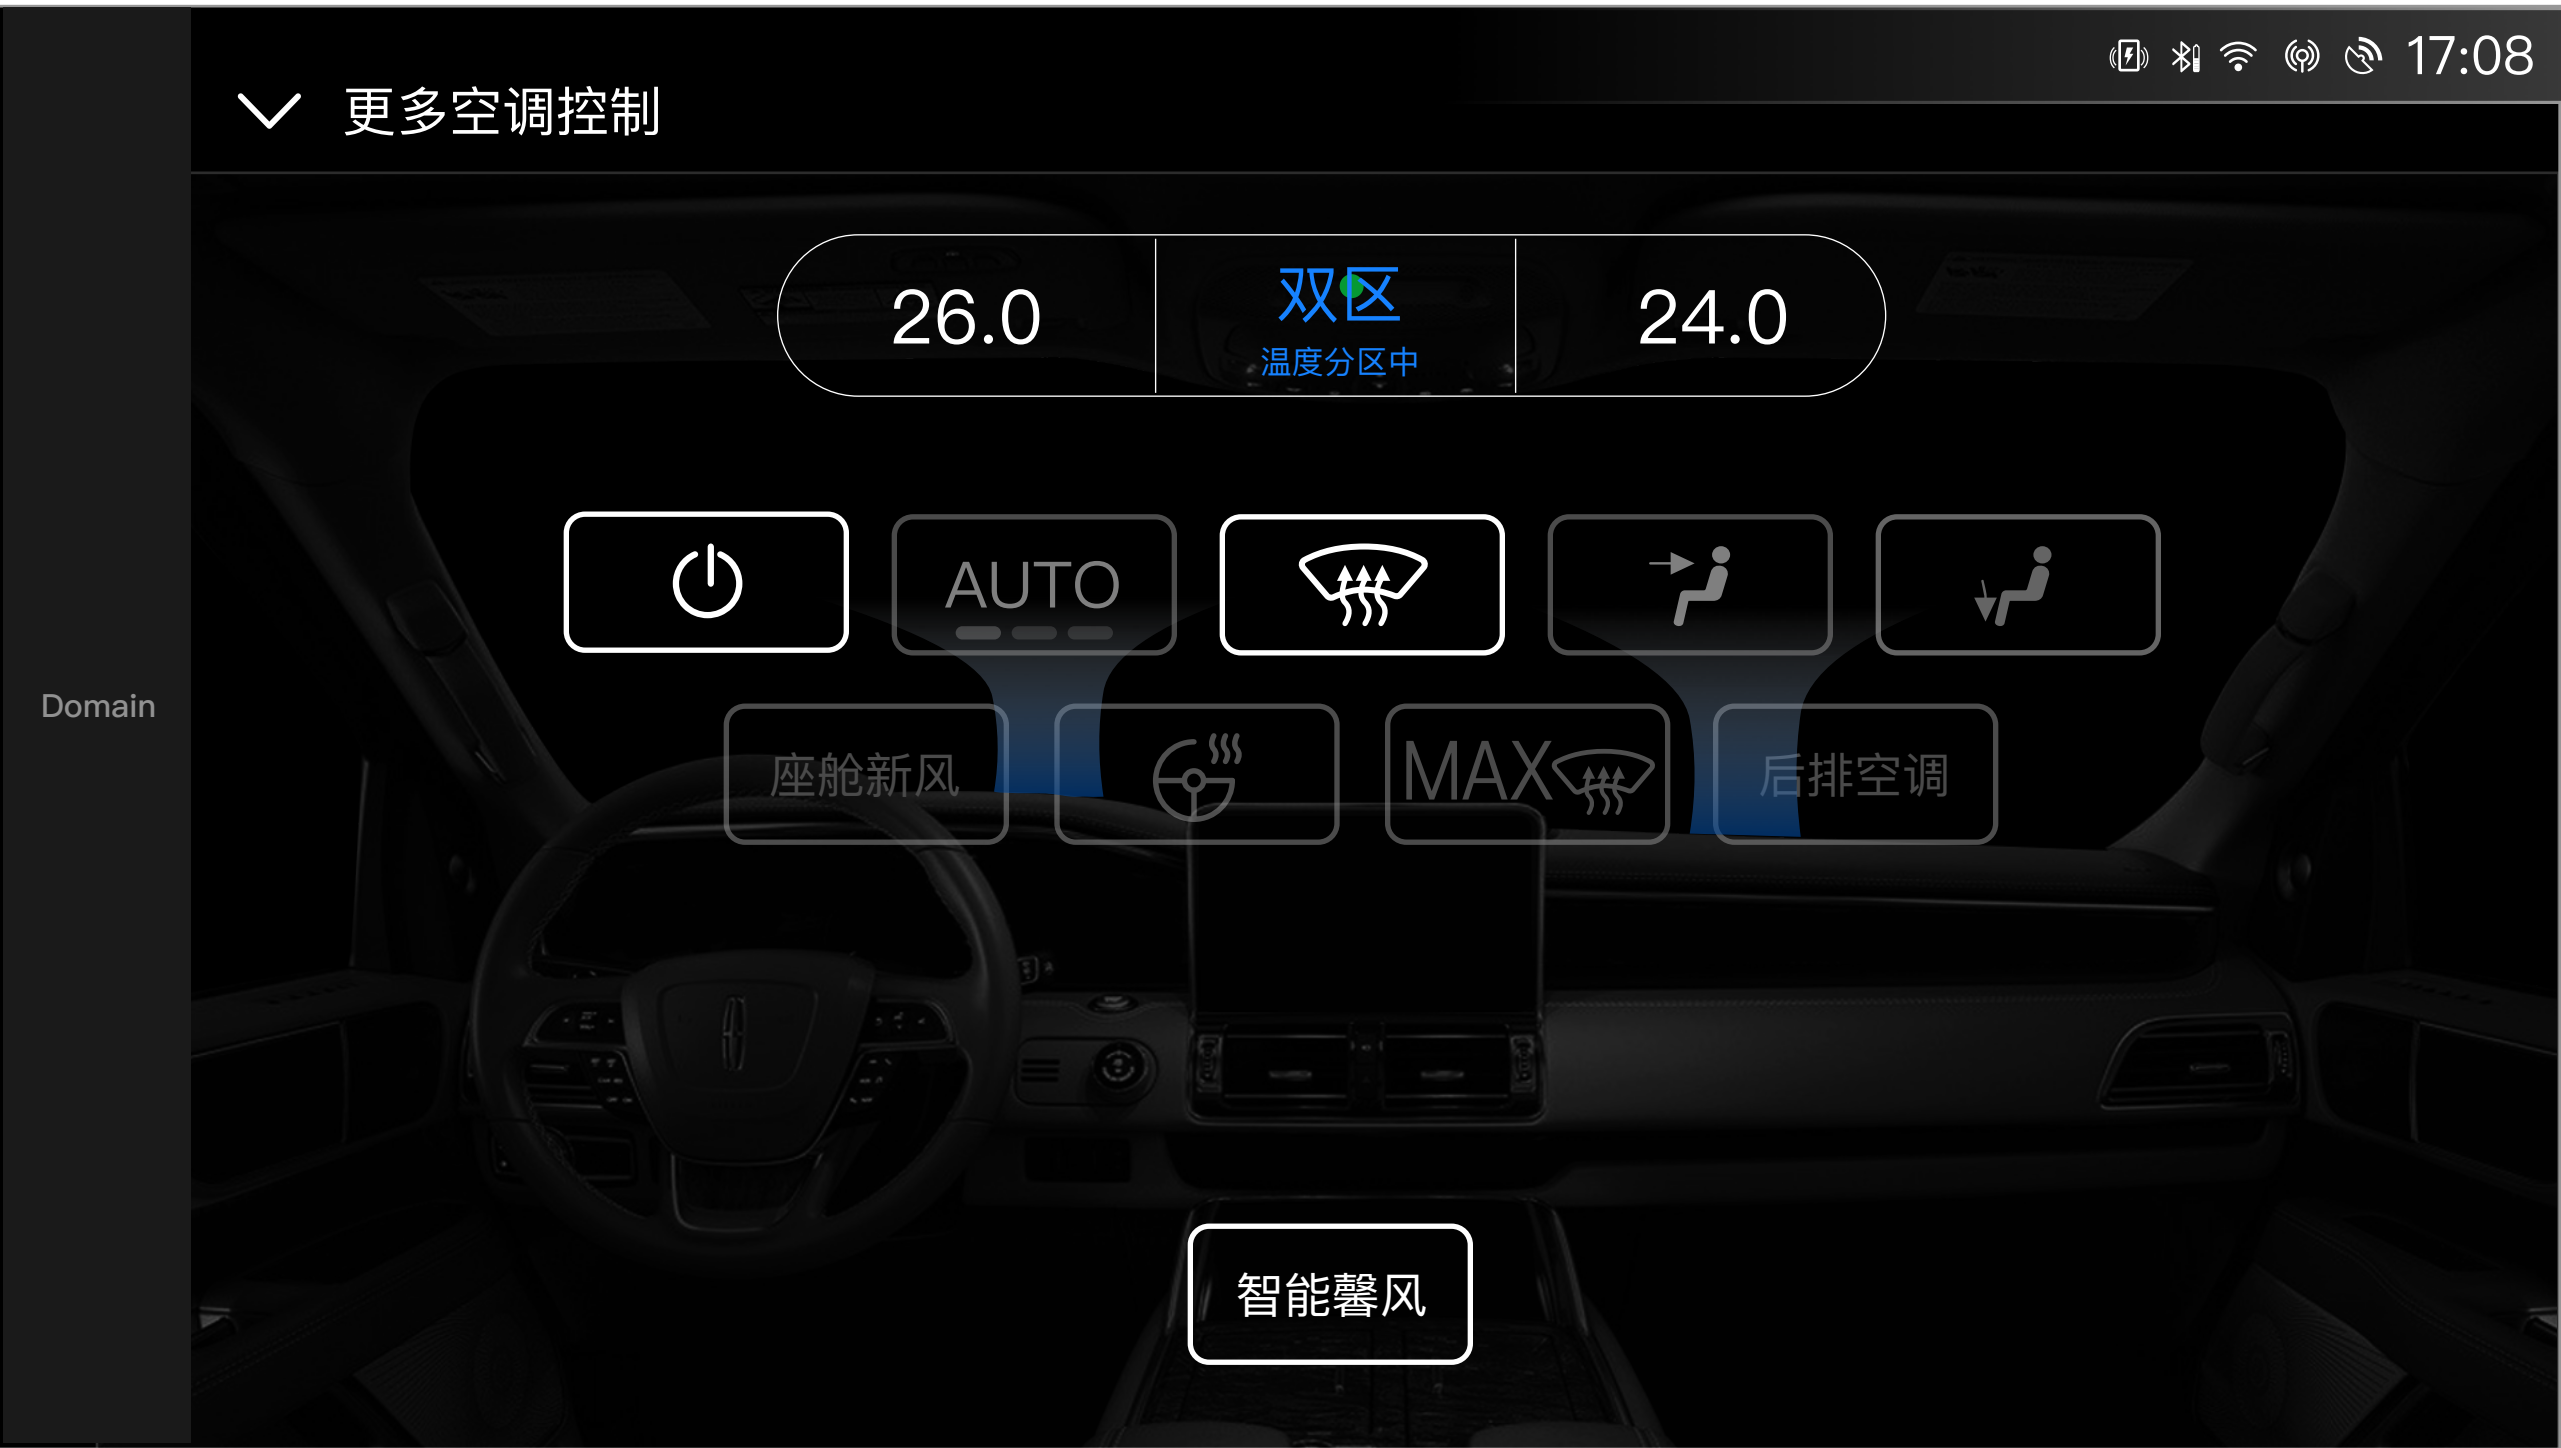 17:08
更多空调控制
26.0
双区
温度分区中
24.0
AUTO
Domain
座舱新风
MAX
后排空调
智能馨风